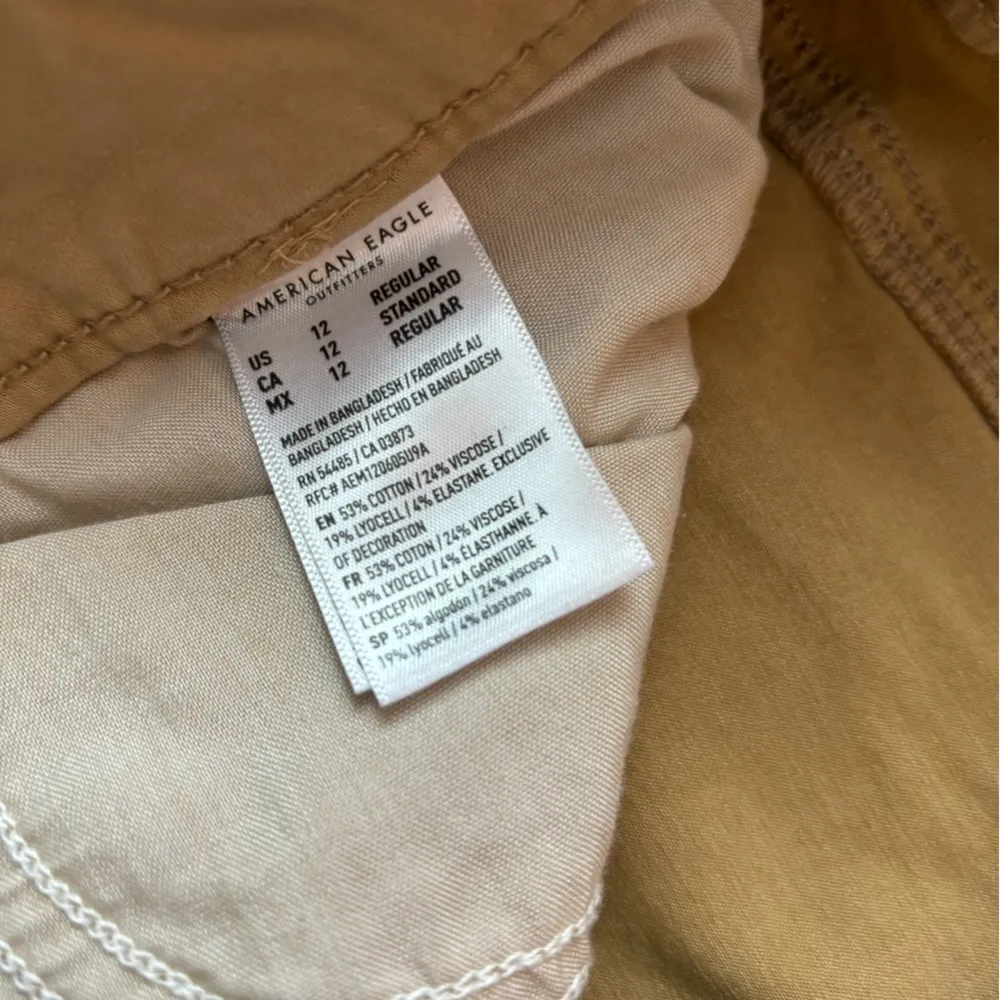 AMERICAN EAGLE
OUTFITTERS
US 12 REGULAR
CA 12 STANDARD
MX 12 REGULAR
MADE IN BANGLADESH / FABRIQUÉ AU
BANGLADESH / HECHO EN BANGLADESH
RN 54485 / CA 03873
RFC# AEM120605U9A
EN 53% COTTON / 24% VISCOSE /
19% LYOCELL / 4% ELASTANE. EXCLUSIVE
OF DECORATION
FR 53% COTON / 24% VISCOSE /
19% LYOCELL / 4% ÉLASTHANNE. À
L'EXCEPTION DE LA GARNITURE
SP 53% algodon / 24% viscosa /
19% lyocell / 4% elastano